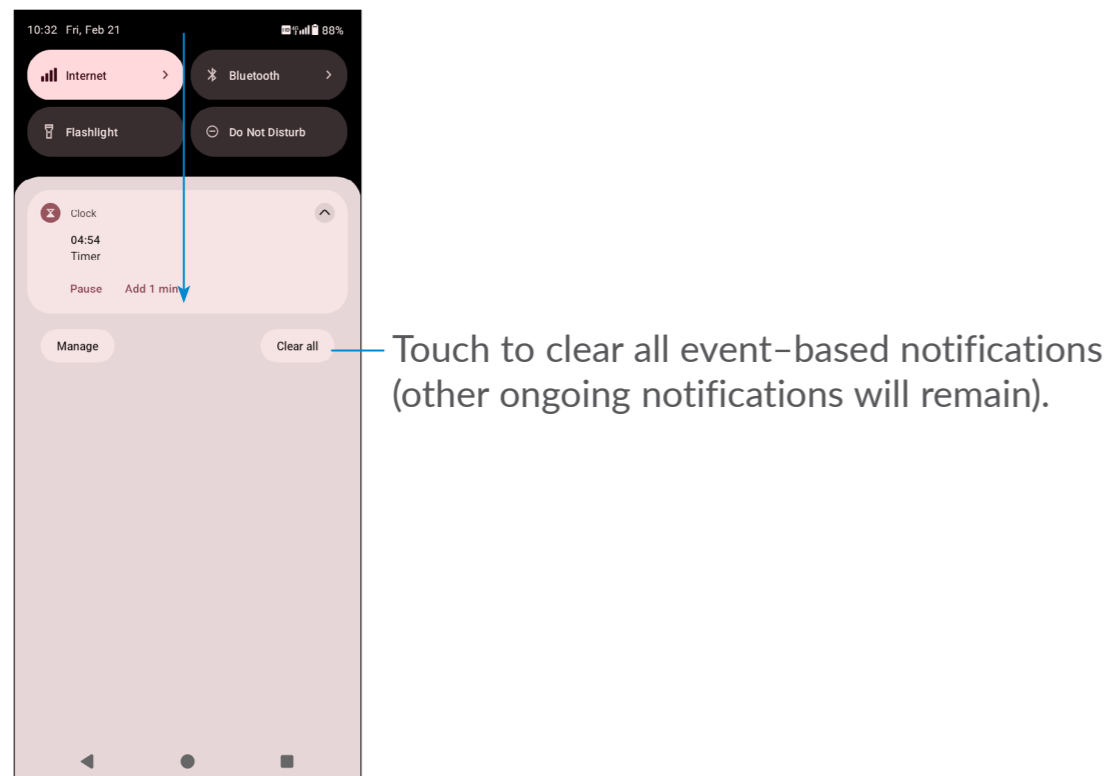 10:32 Fri, Feb 21 88%
Internet Bluetooth
Flashlight Do Not Disturb
Clock
04:54
Timer
Pause Add 1 min
Manage Clear all
Touch to clear all event–based notifications
(other ongoing notifications will remain).